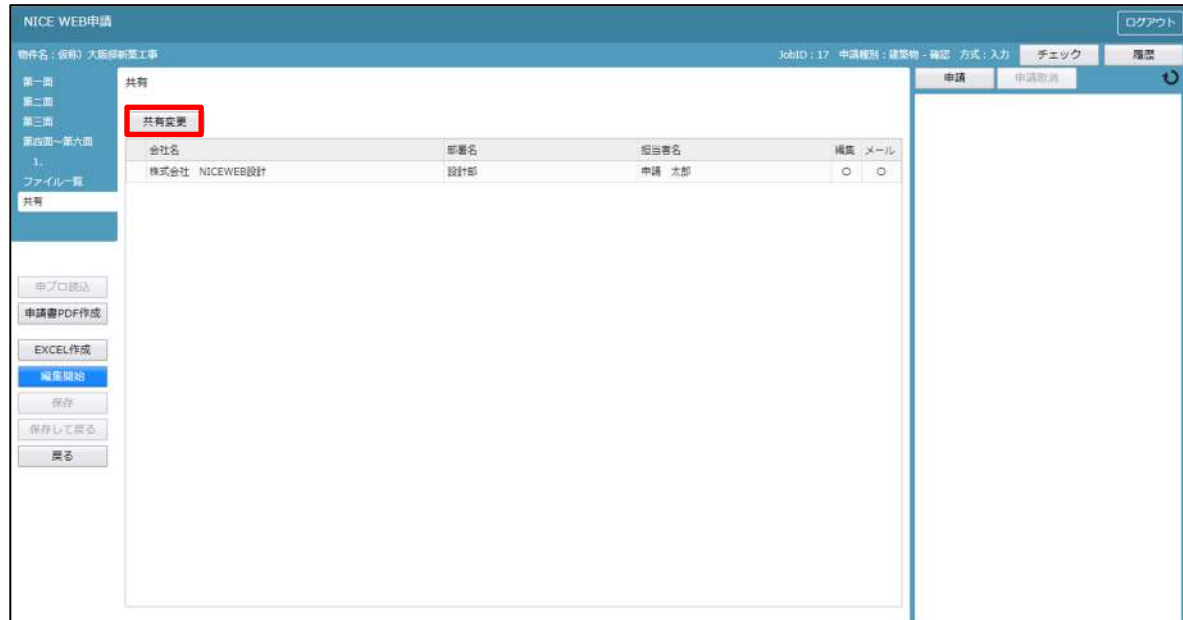 NICE WEB申請
ログアウト
物件名：仮称）大阪邸新築工事
JobID：17 申請種別：建築物 - 確認 方式：入力
チェック
履歴
第一面
第二面
第三面
第四面～第六面
1.
ファイル一覧
共有
共有
共有変更
会社名 部署名 担当者名 編集 メール
株式会社 NICEWEB設計 設計部 申請 太郎 ○ ○
申請
申請取消
申プロ読込
申請書PDF作成
EXCEL作成
編集開始
保存
保存して戻る
戻る